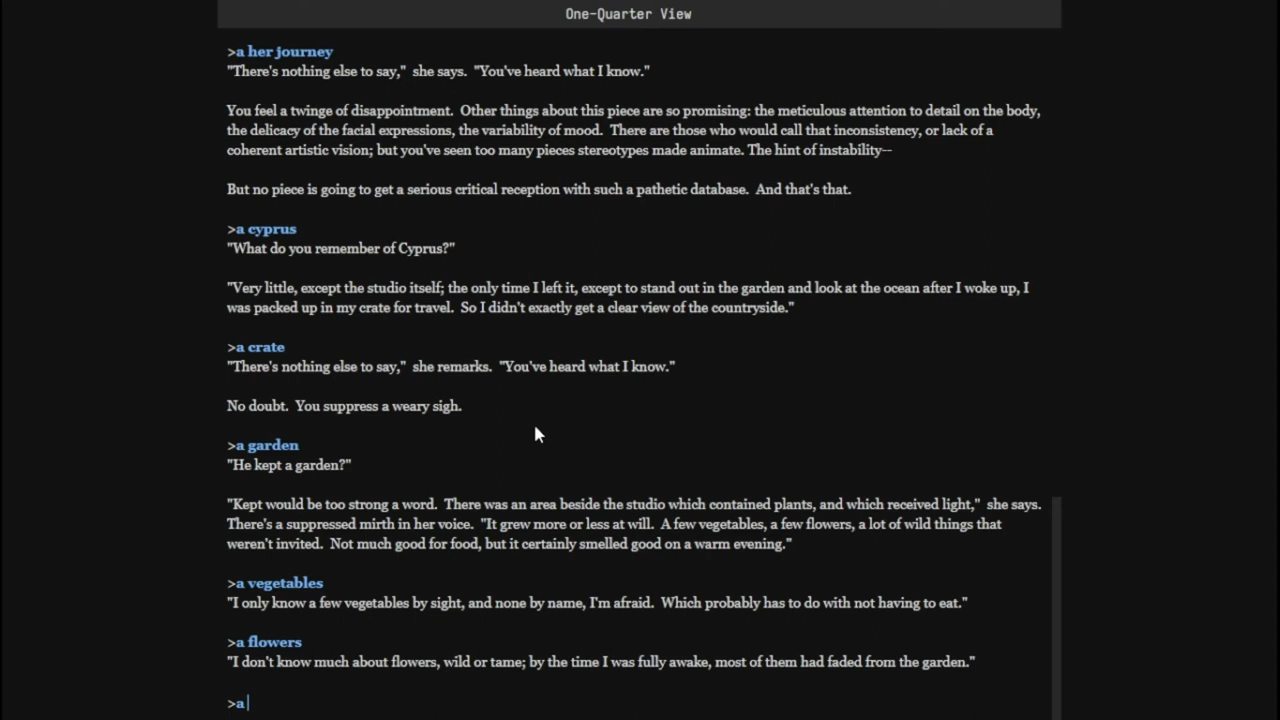 One-Quarter View
>a her journey
"There's nothing else to say,"  she says.  "You've heard what I know."
You feel a twinge of disappointment.  Other things about this piece are so promising: the meticulous attention to detail on the body,
the delicacy of the facial expressions, the variability of mood.  There are those who would call that inconsistency, or lack of a
coherent artistic vision; but you've seen too many pieces stereotypes made animate. The hint of instability--
But no piece is going to get a serious critical reception with such a pathetic database.  And that's that.
>a cyprus
"What do you remember of Cyprus?"
"Very little, except the studio itself; the only time I left it, except to stand out in the garden and look at the ocean after I woke up, I
was packed up in my crate for travel.  So I didn't exactly get a clear view of the countryside."
>a crate
"There's nothing else to say,"  she remarks.  "You've heard what I know."
No doubt.  You suppress a weary sigh.
>a garden
"He kept a garden?"
"Kept would be too strong a word.  There was an area beside the studio which contained plants, and which received light,"  she says.
There's a suppressed mirth in her voice.  "It grew more or less at will.  A few vegetables, a few flowers, a lot of wild things that
weren't invited.  Not much good for food, but it certainly smelled good on a warm evening."
>a vegetables
"I only know a few vegetables by sight, and none by name, I'm afraid.  Which probably has to do with not having to eat."
>a flowers
"I don't know much about flowers, wild or tame; by the time I was fully awake, most of them had faded from the garden."
>a